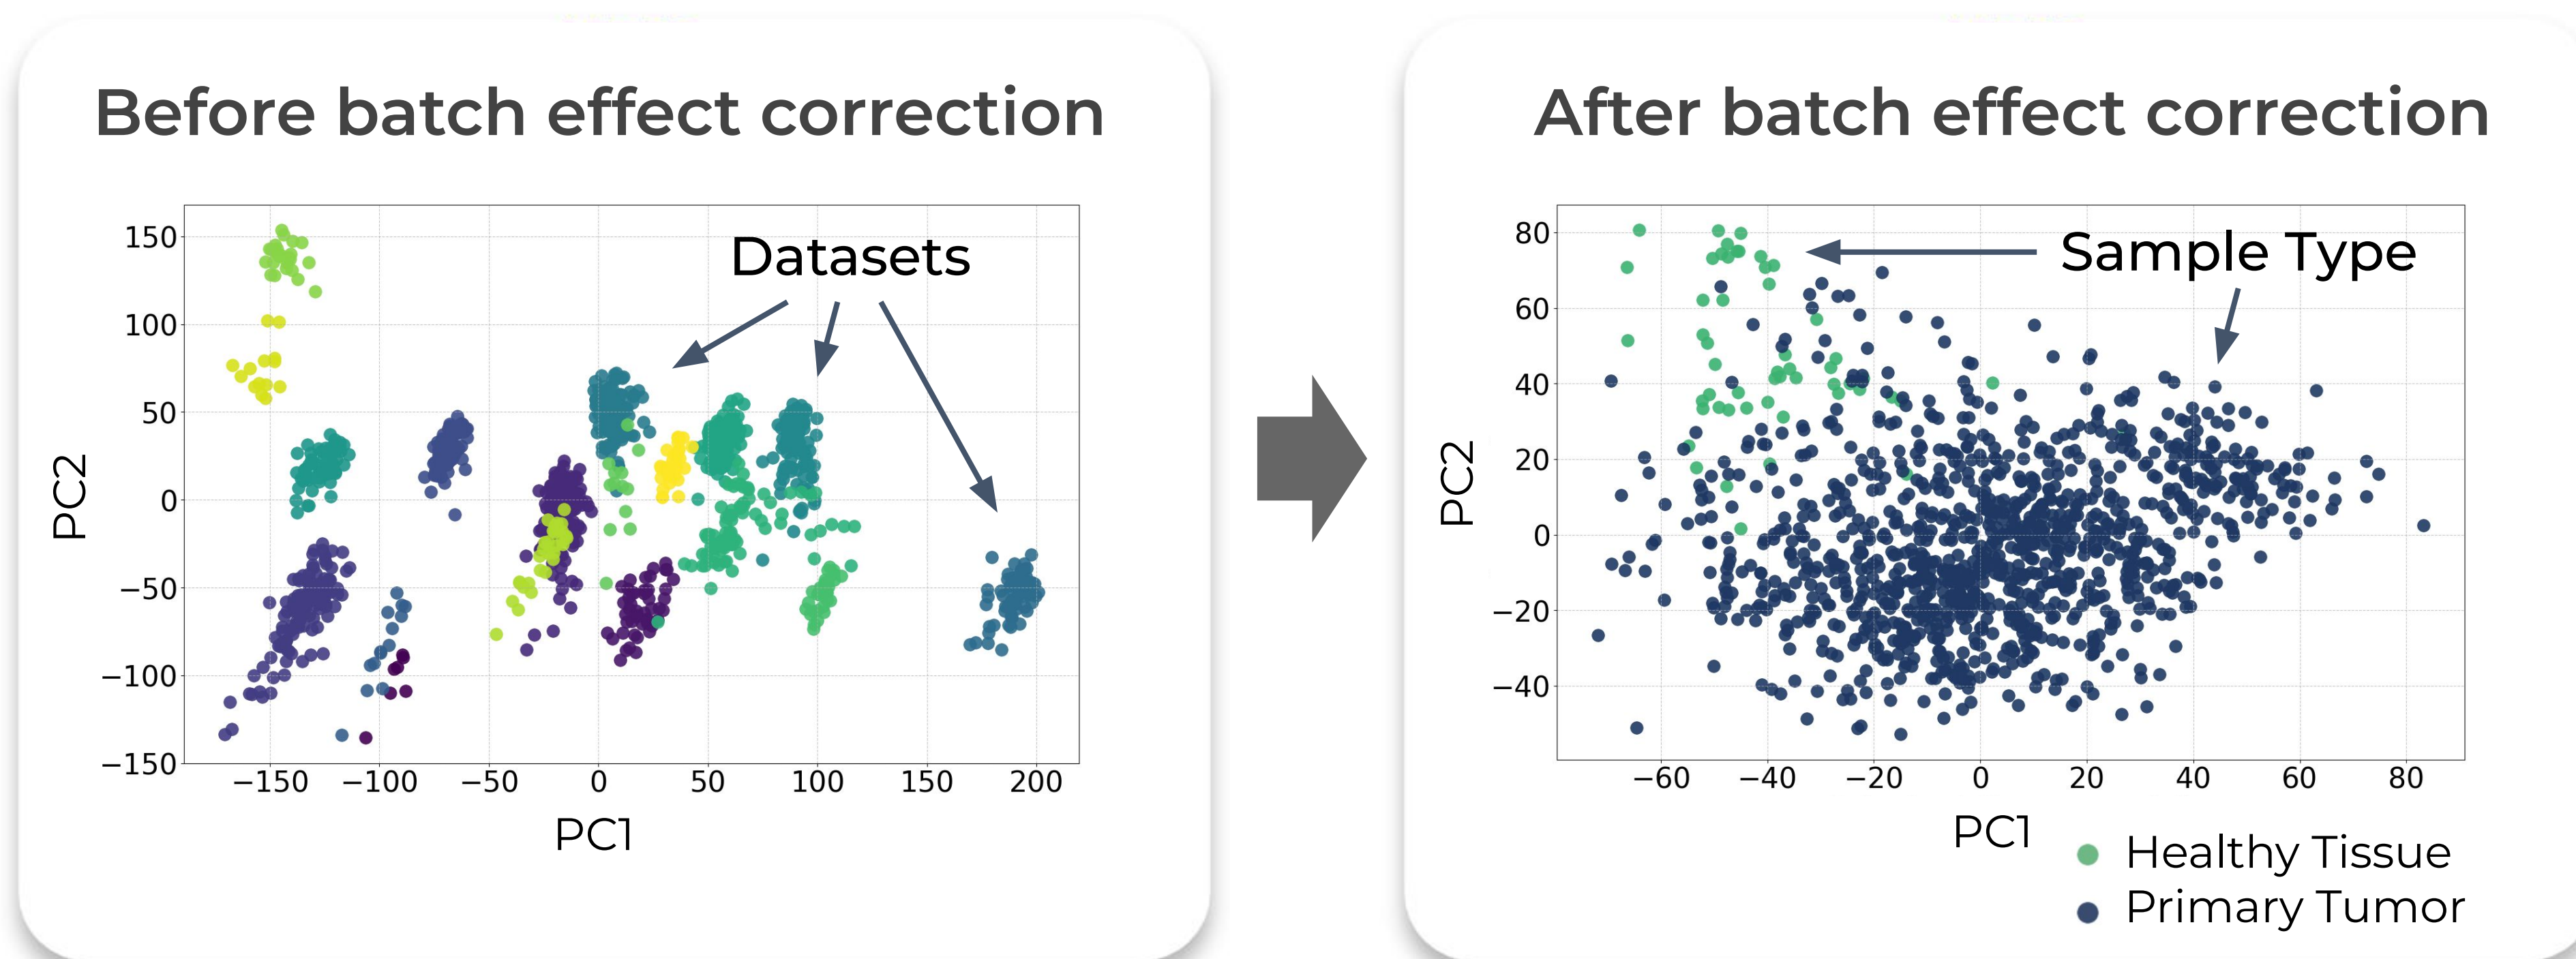 Before batch effect correction
Datasets
150
100
50
0
−50
−100
−150
PC2
−150 −100 −50 0 50 100 150 200
PC1
After batch effect correction
Sample Type
80
60
40
20
0
−20
−40
PC2
−60 −40 −20 0 20 40 60 80
PC1
Healthy Tissue
Primary Tumor